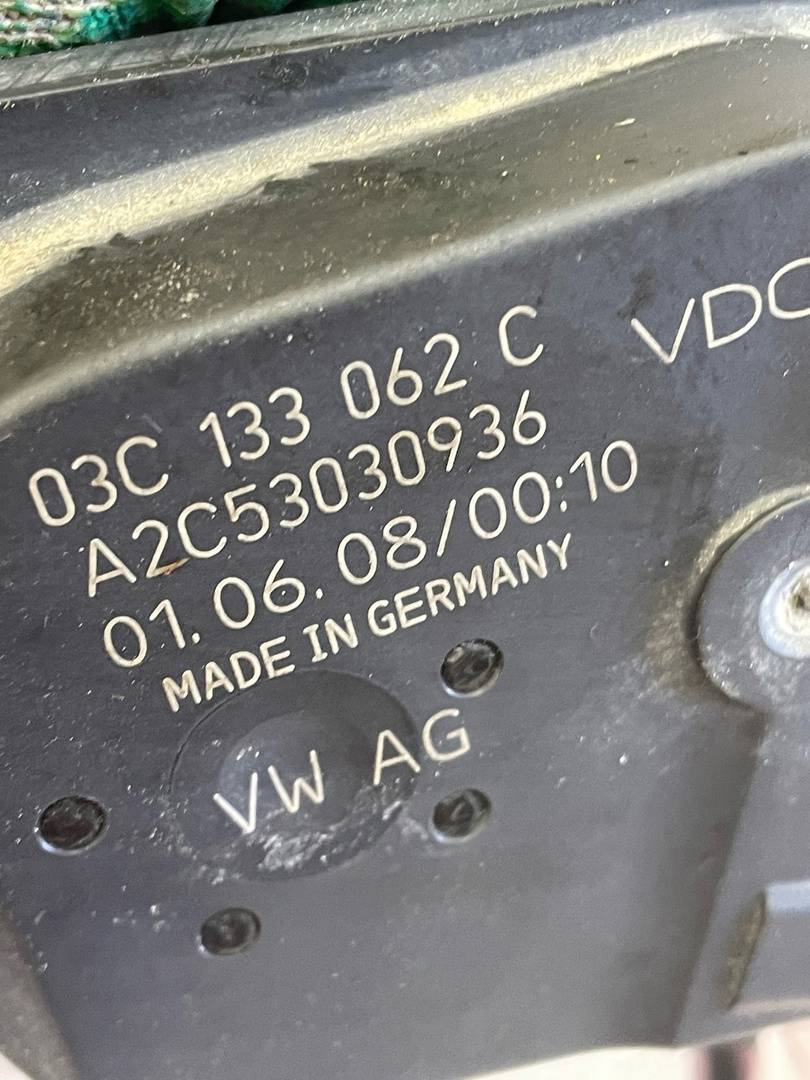 03C 133 062 C
A2C53030936
01.06.08/00:10
MADE IN GERMANY
VW AG